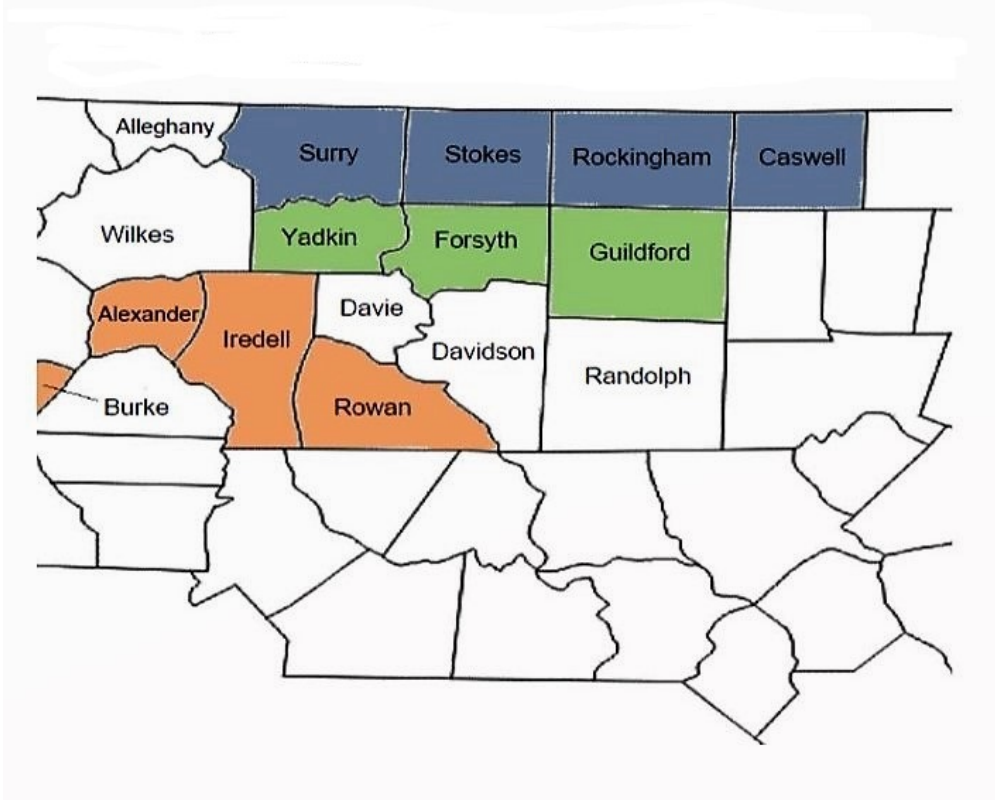 Alleghany
Surry
Stokes
Rockingham
Caswell
Wilkes
Yadkin
Forsyth
Guildford
Alexander
Iredell
Davie
Davidson
Randolph
Burke
Rowan